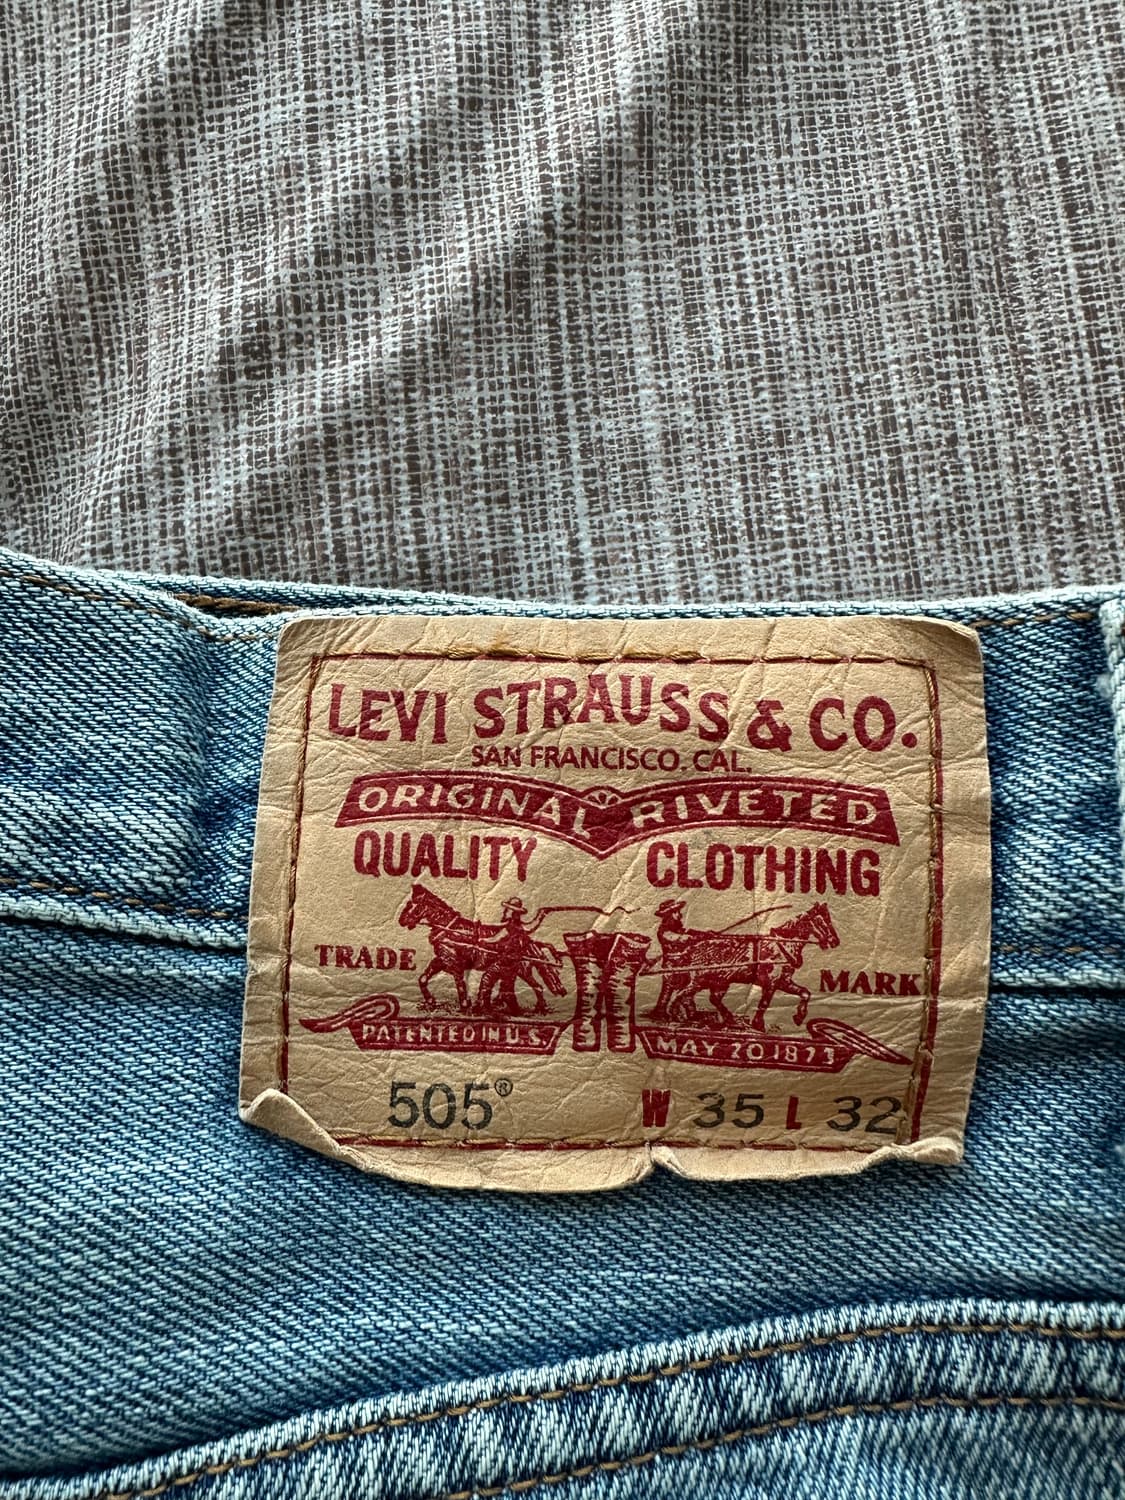 LEVI STRAUSS & CO.
SAN FRANCISCO. CAL.
ORIGINAL RIVETED
QUALITY CLOTHING
TRADE MARK
PATENTED IN U.S. MAY 20 1873
505® W 35 L 32